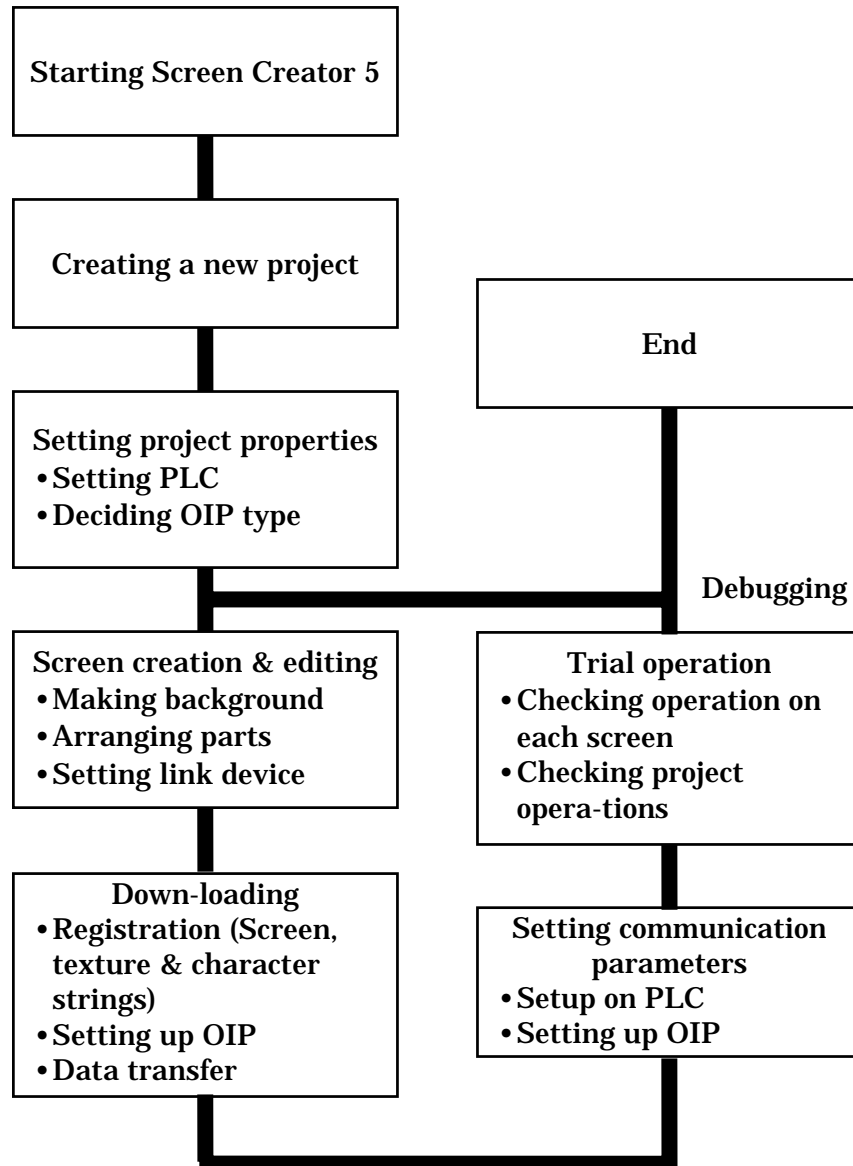 Starting Screen Creator 5
Creating a new project
Setting project properties
• Setting PLC
• Deciding OIP type
Screen creation & editing
• Making background
• Arranging parts
• Setting link device
Down-loading
• Registration (Screen,
texture & character
strings)
• Setting up OIP
• Data transfer
End
Debugging
Trial operation
• Checking operation on
each screen
• Checking project
opera-tions
Setting communication
parameters
• Setup on PLC
• Setting up OIP